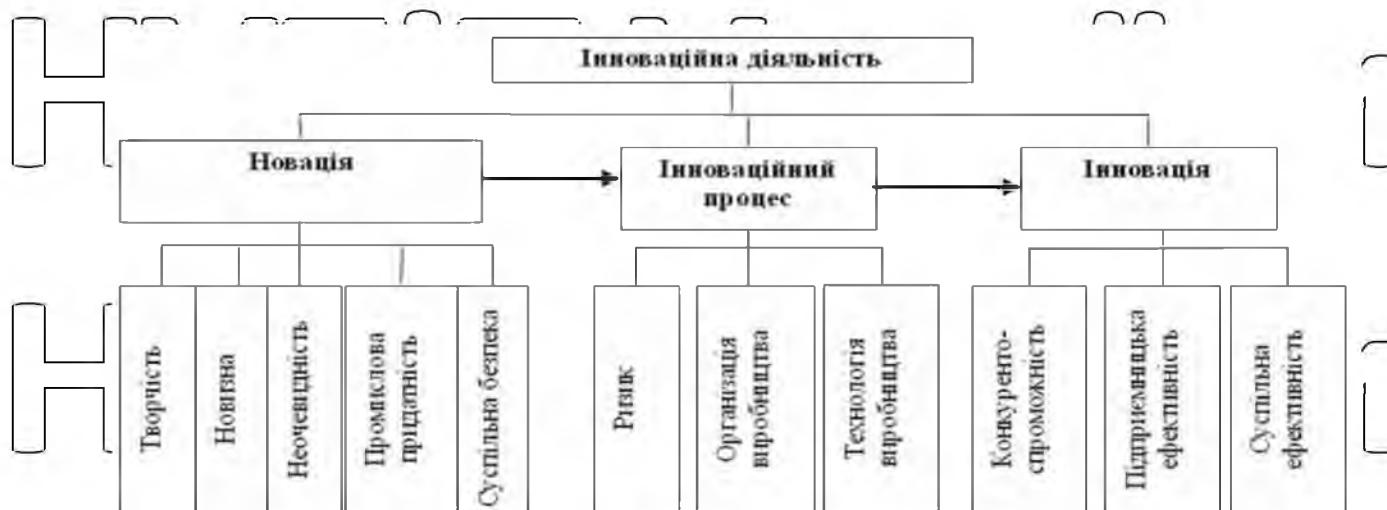 Інноваційна діяльність
Новація
Інноваційний
процес
Інновація
Творчість
Новизна
Неочевидність
Промислова
придатність
Суспільна безпека
Ризик
Організація
виробництва
Технологія
виробництва
Конкуренто-
спроможність
Підприємницька
ефективність
Суспільна
ефективність